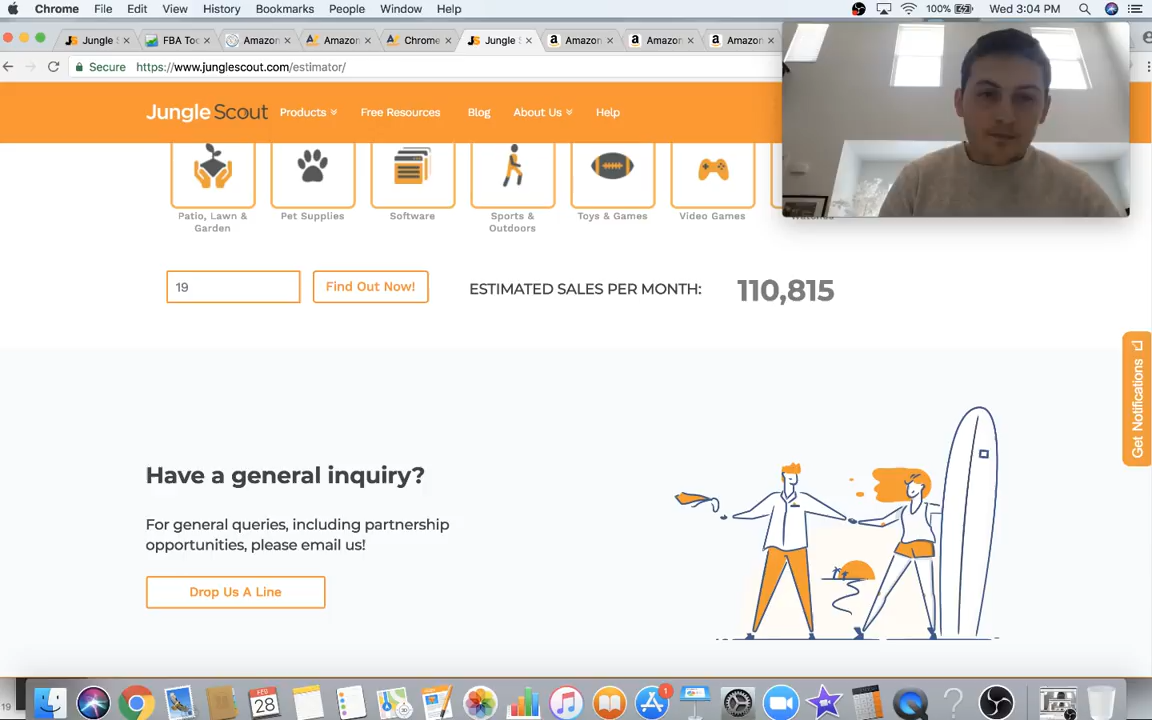 Chrome File Edit View History Bookmarks People Window Help 100% Wed 3:04 PM
Jungle S FBA Too Amazon Amazon Chrome Jungle Amazon Amazon Amazon
Secure https://www.junglescout.com/estimator/
Jungle Scout Products Free Resources Blog About Us Help
Patio, Lawn &
Garden
Pet Supplies
Software
Sports &
Outdoors
Toys & Games
Video Games
19 Find Out Now! ESTIMATED SALES PER MONTH: 110,815
Get Notifications
Have a general inquiry?
For general queries, including partnership
opportunities, please email us!
Drop Us A Line
FEB
28
1
19